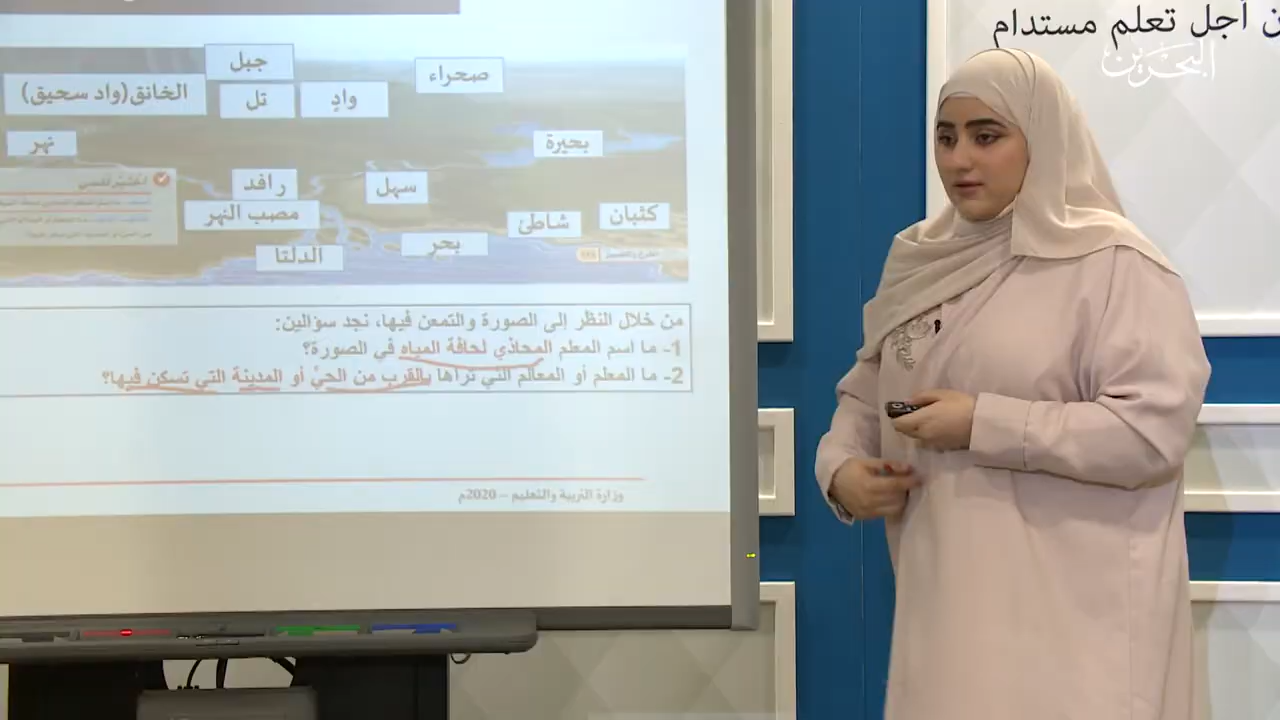 ن أجل تعلم مستدام
البحرين
جبل
صحراء
الخانق(واد سحيق)
تل
وادٍ
نهر
بحيرة
أختبر نفسي
رافد
سهل
مصب النهر
شاطئ
كثبان
بحر
الدلتا
من خلال النظر إلى الصورة والتمعن فيها، نجد سؤالين:
1- ما اسم المعلم المحاذي لحافة المياه في الصورة؟
2- ما المعلم أو المعالم التي تراها بالقرب من الحيّ أو المدينة التي تسكن فيها؟
وزارة التربية والتعليم – 2020م